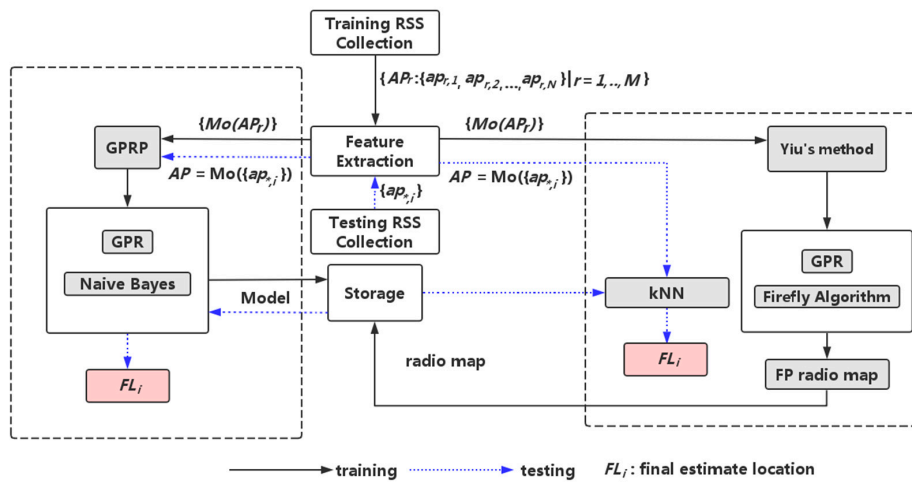 Training RSS
Collection
{APr:{apr,1, apr,2,...,apr,N}|r=1,..,M}
{Mo(APr)}
{Mo(APr)}
GPRP
Feature
Extraction
Yiu's method
AP = Mo({ap*,i})
AP = Mo({ap*,i})
{ap*,i}
Testing RSS
Collection
GPR
Naive Bayes
GPR
Firefly Algorithm
Model
Storage
kNN
radio map
FLi
FLi
FP radio map
training
testing
FLi : final estimate location